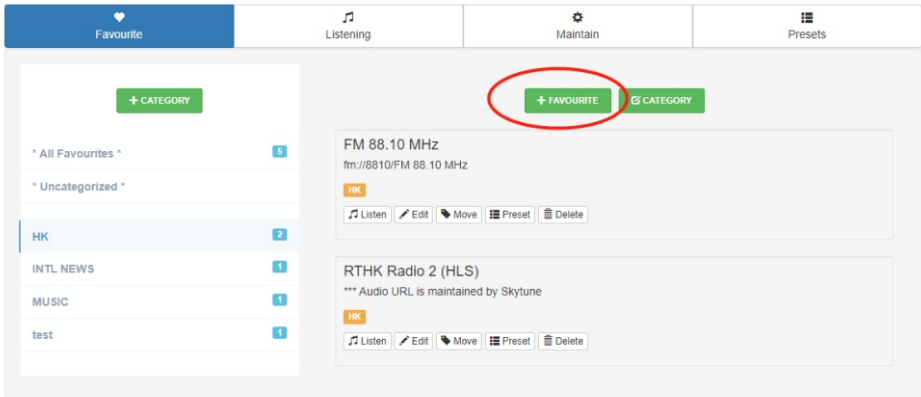 Favourite
Listening
Maintain
Presets
+ CATEGORY
* All Favourites * 5
* Uncategorized *
HK 2
INTL NEWS 1
MUSIC 1
test 1
+ FAVOURITE
CATEGORY
FM 88.10 MHz
fm://8810/FM 88.10 MHz
HK
Listen Edit Move Preset Delete
RTHK Radio 2 (HLS)
*** Audio URL is maintained by Skytune
HK
Listen Edit Move Preset Delete